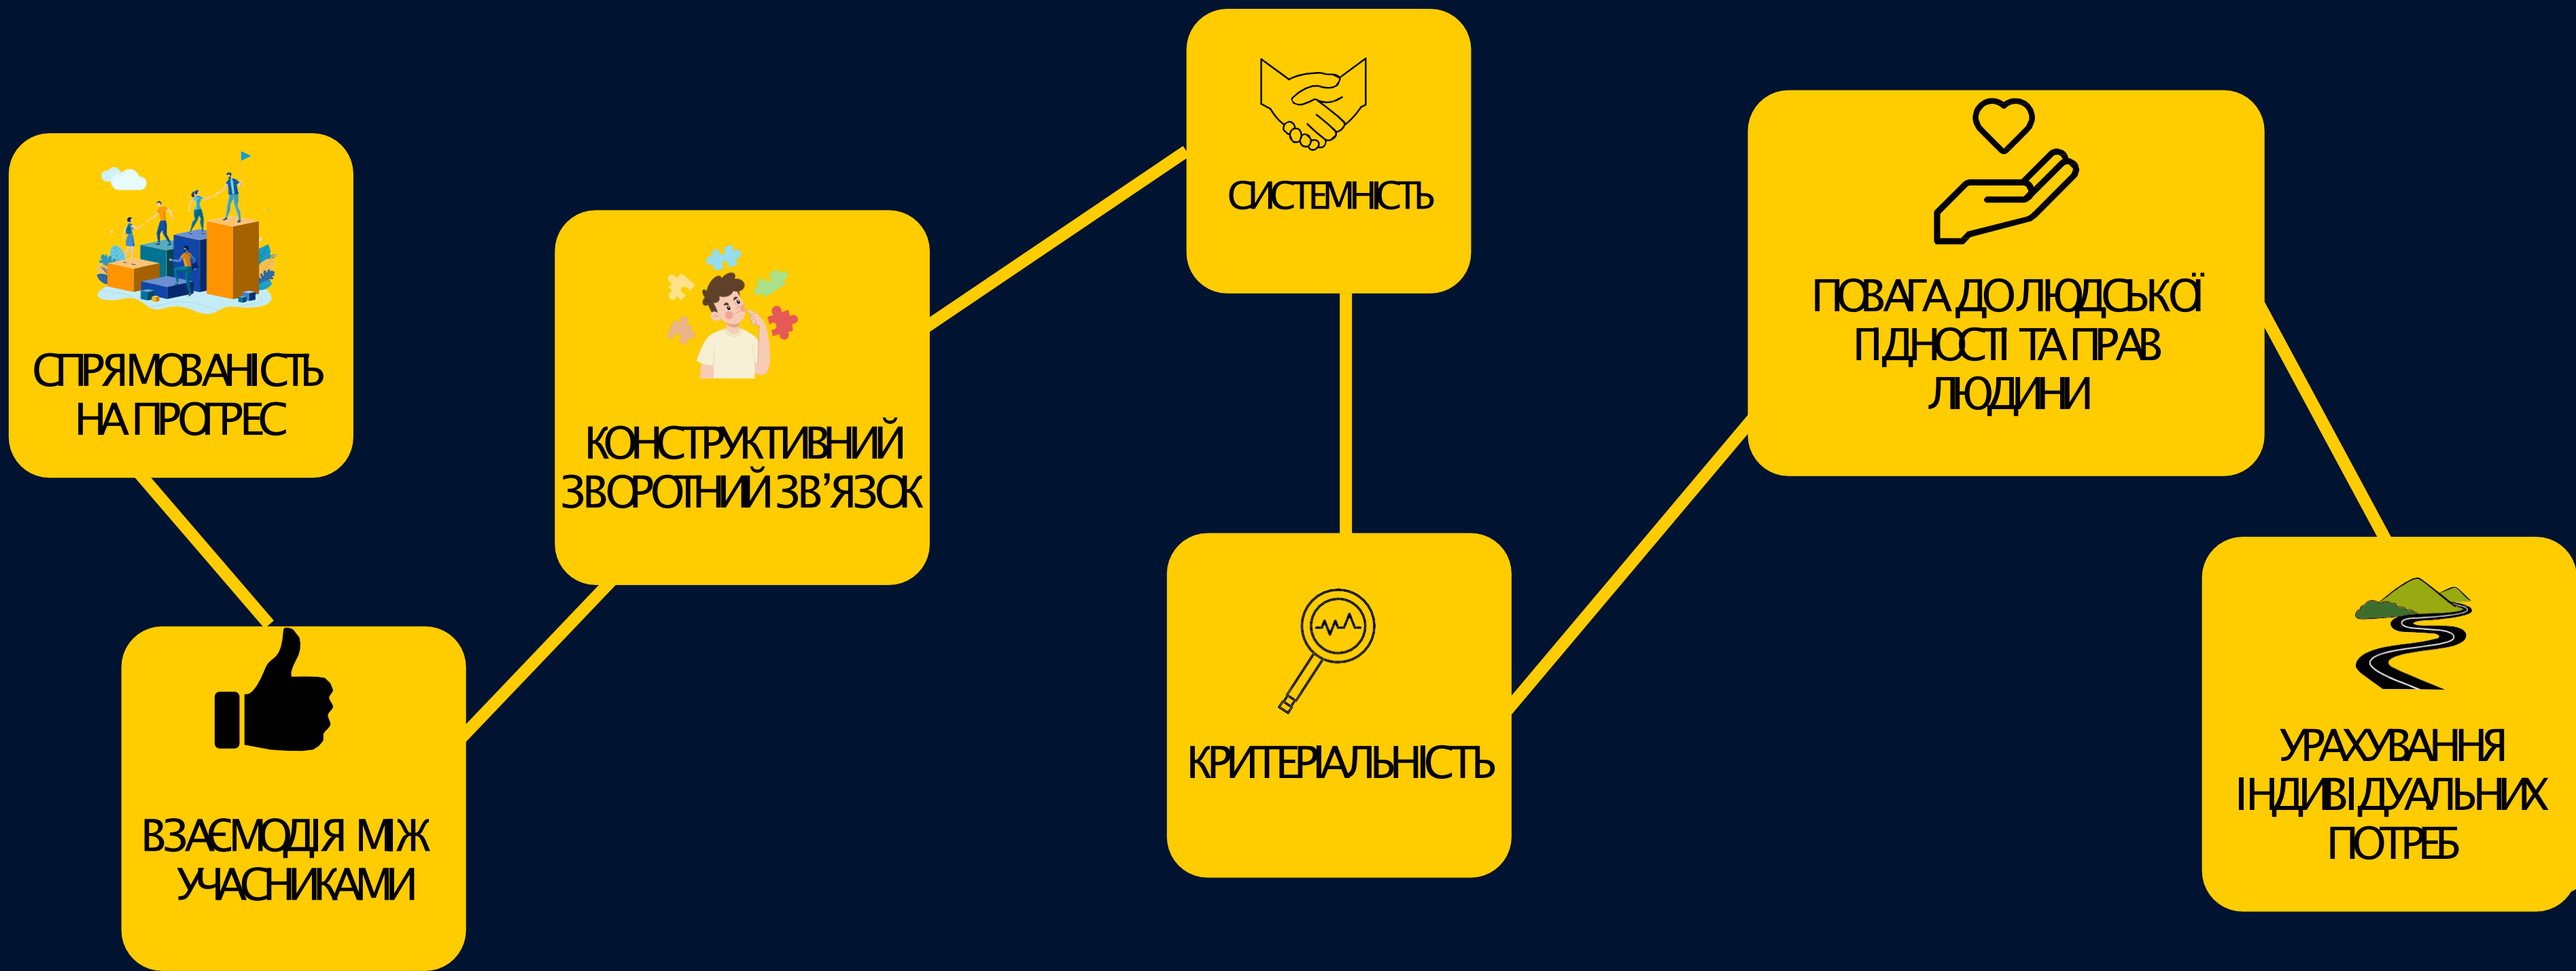 СПРЯМОВАНІСТЬ
НА ПРОГРЕС
ВЗАЄМОДІЯ МІЖ
УЧАСНИКАМИ
КОНСТРУКТИВНИЙ
ЗВОРОТНИЙ ЗВ’ЯЗОК
СИСТЕМНІСТЬ
КРИТЕРІАЛЬНІСТЬ
ПОВАГА ДО ЛЮДСЬКОЇ
ГІДНОСТІ ТА ПРАВ
ЛЮДИНИ
УРАХУВАННЯ
ІНДИВІДУАЛЬНИХ
ПОТРЕБ